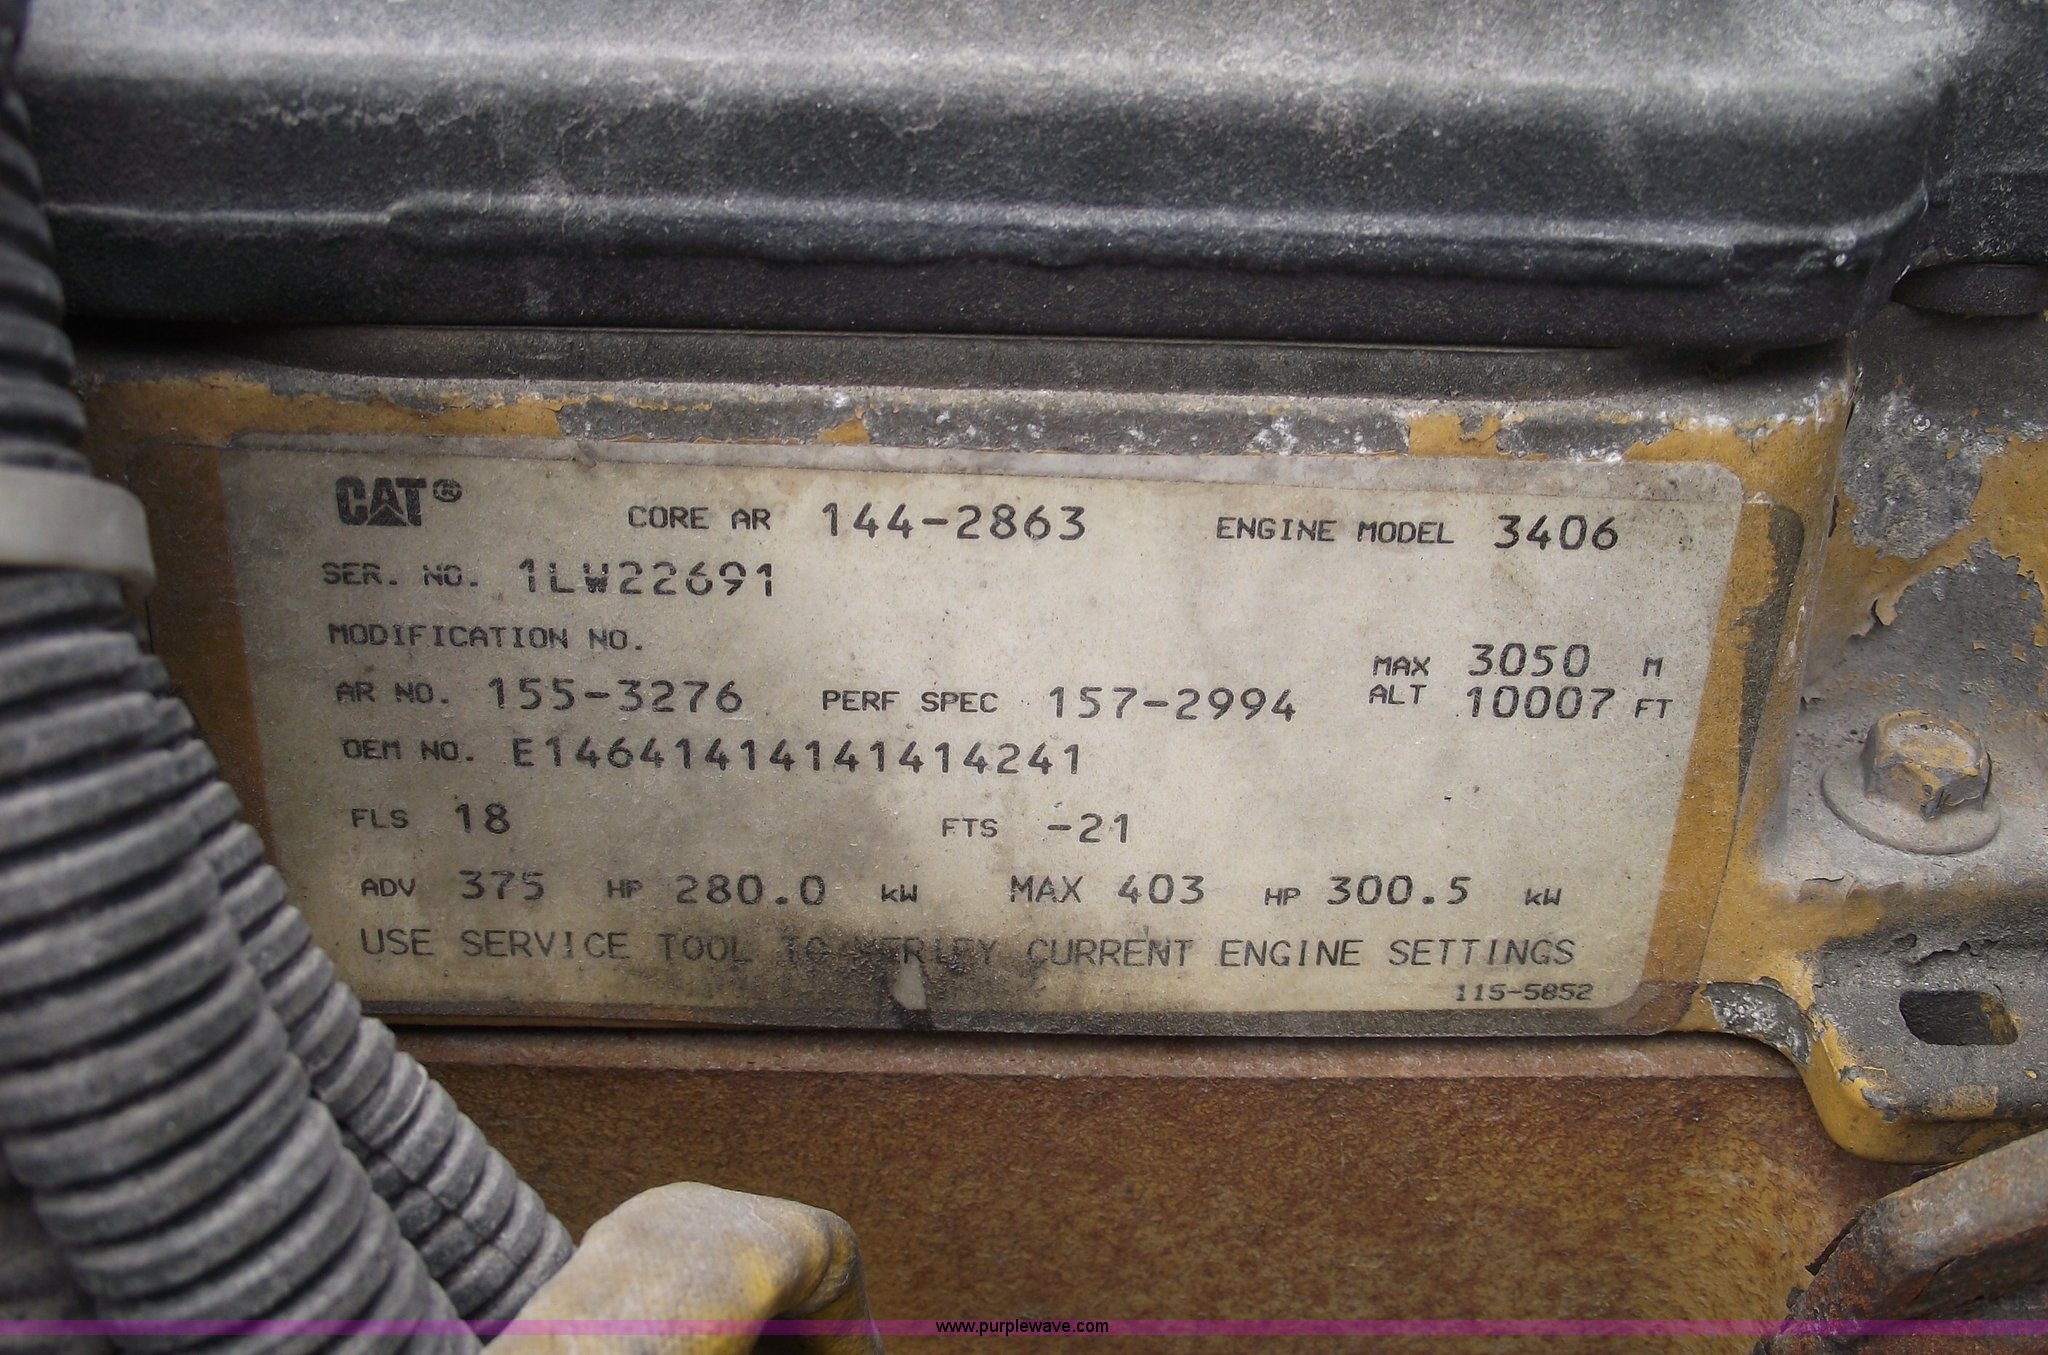 CAT® CORE AR 144-2863 ENGINE MODEL 3406
SER. NO. 1LW22691
MODIFICATION NO.
MAX 3050 M
AR NO. 155-3276 PERF SPEC 157-2994 ALT 10007 FT
OEM NO. E14641414141414241
FLS 18 FTS -21
ADV 375 HP 280.0 kW MAX 403 HP 300.5 kW
USE SERVICE TOOL TO VERIFY CURRENT ENGINE SETTINGS
115-5852
www.purplewave.com